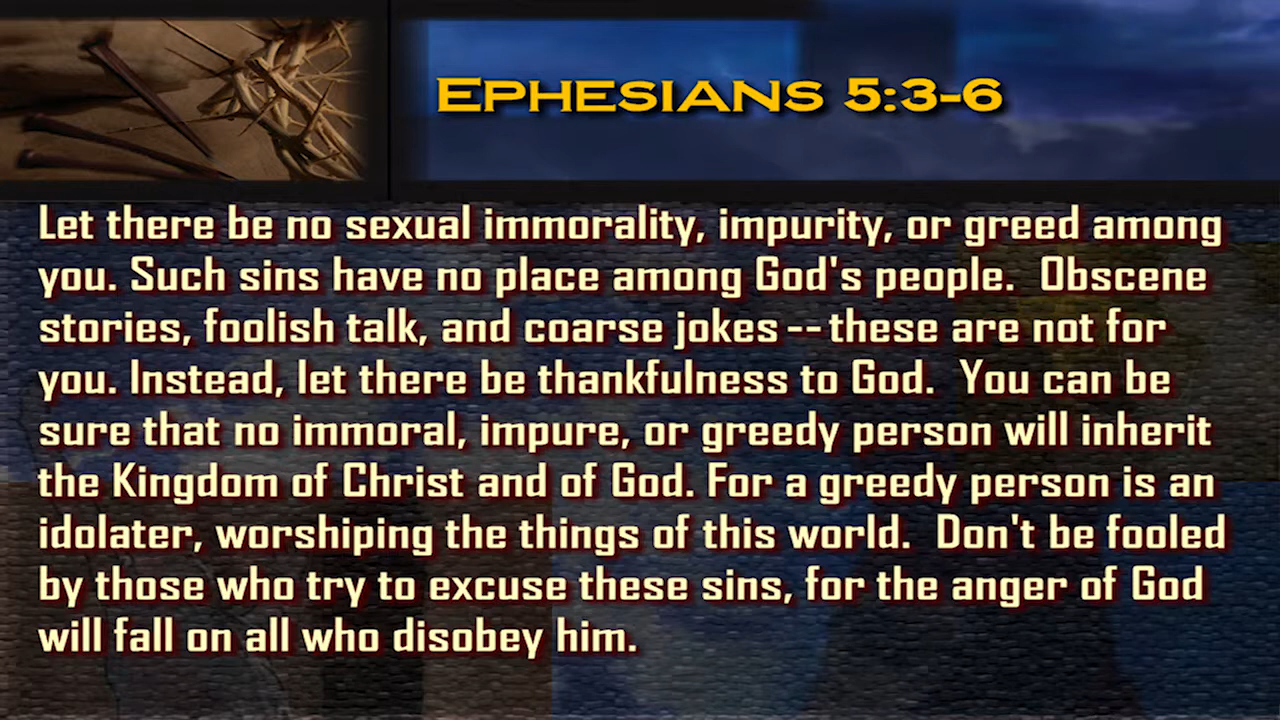 Ephesians 5:3-6
Let there be no sexual immorality, impurity, or greed among
you. Such sins have no place among God's people.  Obscene
stories, foolish talk, and coarse jokes -- these are not for
you. Instead, let there be thankfulness to God.  You can be
sure that no immoral, impure, or greedy person will inherit
the Kingdom of Christ and of God. For a greedy person is an
idolater, worshiping the things of this world.  Don't be fooled
by those who try to excuse these sins, for the anger of God
will fall on all who disobey him.